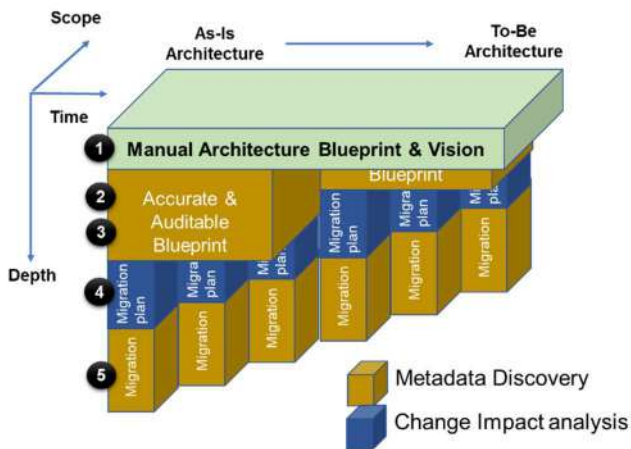 Scope
As-Is
Architecture
To-Be
Architecture
Time
Depth
1
Manual Architecture Blueprint & Vision
2
Accurate &
Auditable
Blueprint
3
Blueprint
4
Migration
plan
Migration
plan
Migration
plan
Migration
plan
Migration
plan
Migration
plan
5
Migration
Migration
Migration
Migration
Migration
Migration
Metadata Discovery
Change Impact analysis